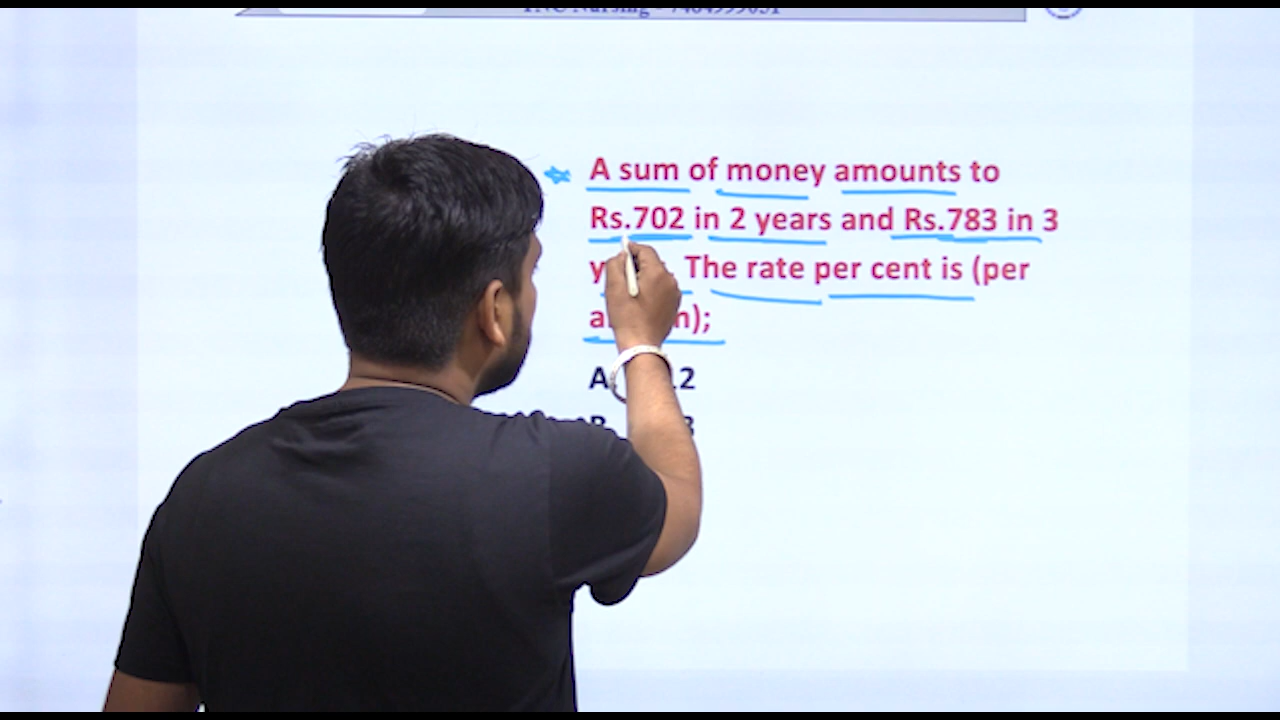 A sum of money amounts to
Rs.702 in 2 years and Rs.783 in 3
The rate per cent is (per